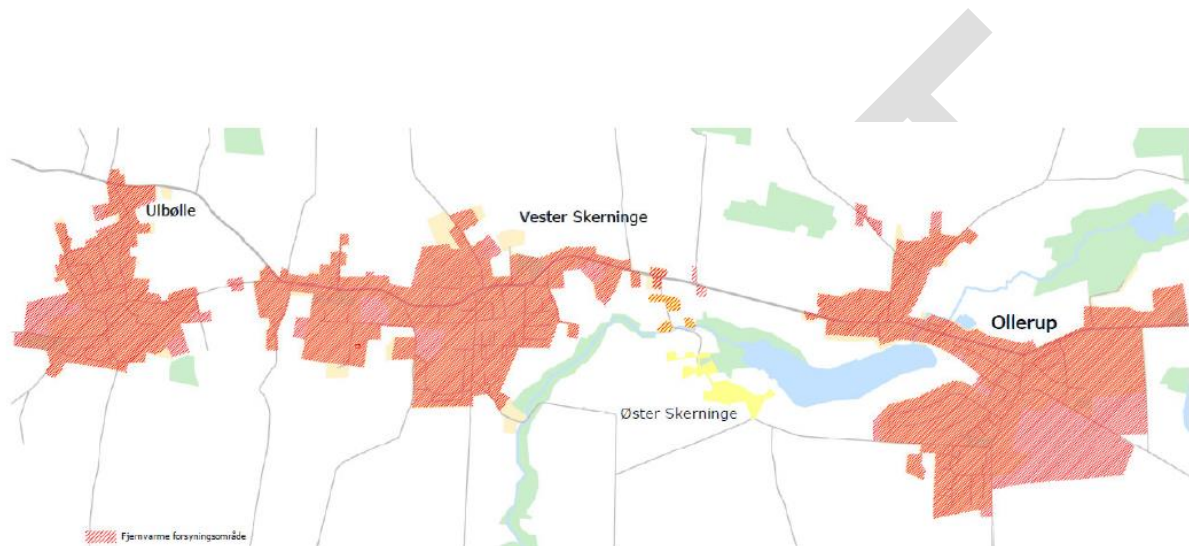 Ulbølle
Vester Skerninge
Ollerup
Øster Skerninge
Fjernvarme forsyningsområde